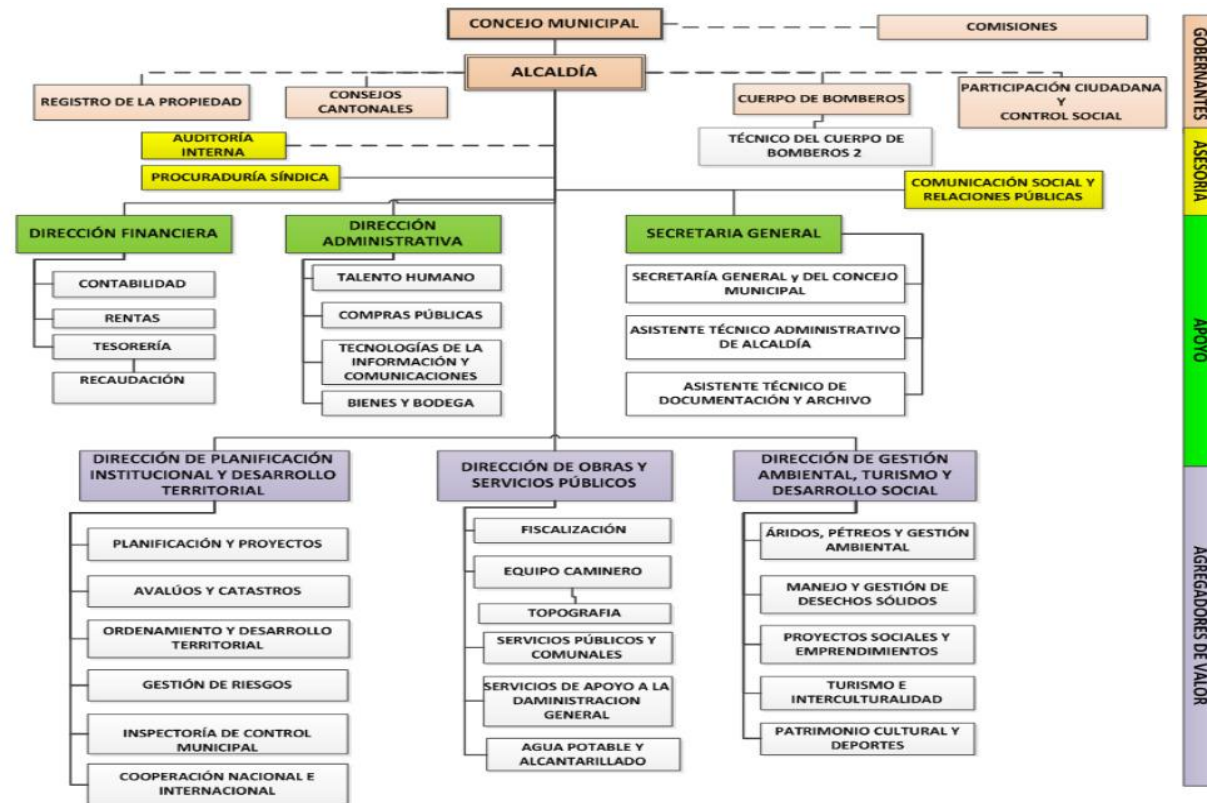 CONCEJO MUNICIPAL
COMISIONES
ALCALDÍA
REGISTRO DE LA PROPIEDAD
CONSEJOS
CANTONALES
CUERPO DE BOMBEROS
PARTICIPACIÓN CIUDADANA
Y
CONTROL SOCIAL
TÉCNICO DEL CUERPO DE
BOMBEROS 2
AUDITORÍA
INTERNA
PROCURADURÍA SÍNDICA
COMUNICACIÓN SOCIAL Y
RELACIONES PÚBLICAS
DIRECCIÓN FINANCIERA
CONTABILIDAD
RENTAS
TESORERÍA
RECAUDACIÓN
DIRECCIÓN
ADMINISTRATIVA
TALENTO HUMANO
COMPRAS PÚBLICAS
TECNOLOGÍAS DE LA
INFORMACIÓN Y
COMUNICACIONES
BIENES Y BODEGA
SECRETARIA GENERAL
SECRETARÍA GENERAL y DEL CONCEJO
MUNICIPAL
ASISTENTE TÉCNICO ADMINISTRATIVO
DE ALCALDÍA
ASISTENTE TÉCNICO DE
DOCUMENTACIÓN Y ARCHIVO
DIRECCIÓN DE PLANIFICACIÓN
INSTITUCIONAL Y DESARROLLO
TERRITORIAL
PLANIFICACIÓN Y PROYECTOS
AVALÚOS Y CATASTROS
ORDENAMIENTO Y DESARROLLO
TERRITORIAL
GESTIÓN DE RIESGOS
INSPECTORÍA DE CONTROL
MUNICIPAL
COOPERACIÓN NACIONAL E
INTERNACIONAL
DIRECCIÓN DE OBRAS Y
SERVICIOS PÚBLICOS
FISCALIZACIÓN
EQUIPO CAMINERO
TOPOGRAFIA
SERVICIOS PÚBLICOS Y
COMUNALES
SERVICIOS DE APOYO A LA
DAMINISTRACION
GENERAL
AGUA POTABLE Y
ALCANTARILLADO
DIRECCIÓN DE GESTIÓN
AMBIENTAL, TURISMO Y
DESARROLLO SOCIAL
ÁRIDOS, PÉTREOS Y GESTIÓN
AMBIENTAL
MANEJO Y GESTIÓN DE
DESECHOS SÓLIDOS
PROYECTOS SOCIALES Y
EMPRENDIMIENTOS
TURISMO E
INTERCULTURALIDAD
PATRIMONIO CULTURAL Y
DEPORTES
GOBERNANTES
ASESORIA
APOYO
AGREGADORES DE VALOR